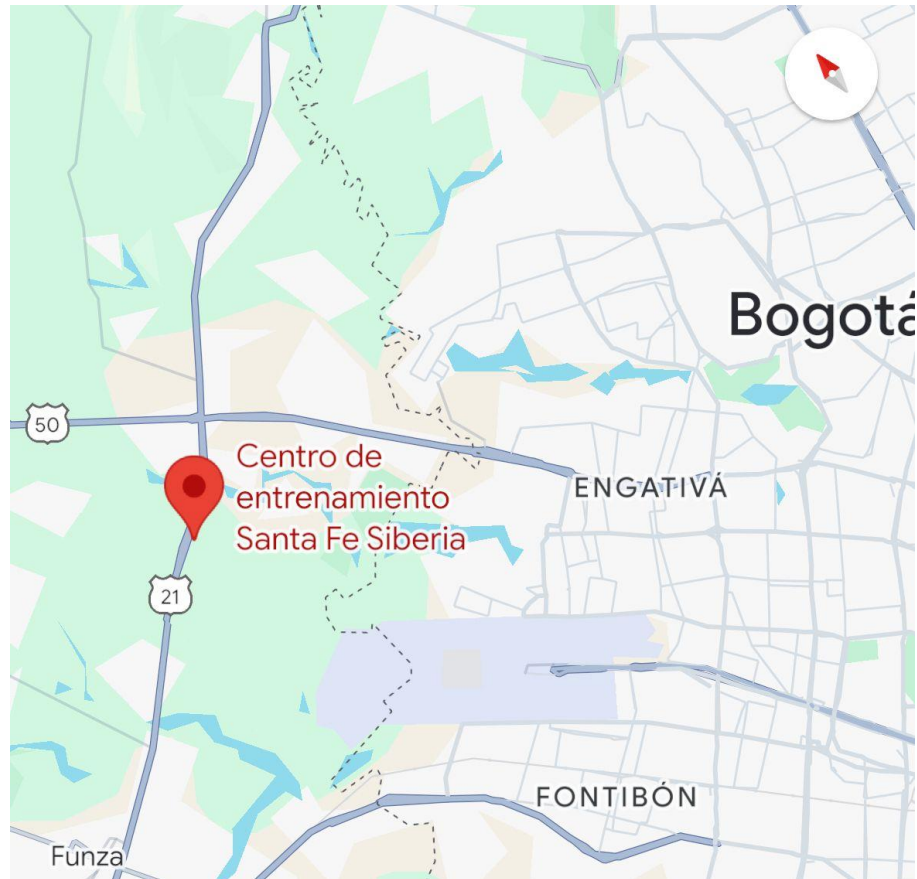 Bogotá
50
Centro de
entrenamiento
Santa Fe Siberia
ENGATIVÁ
21
FONTIBÓN
Funza